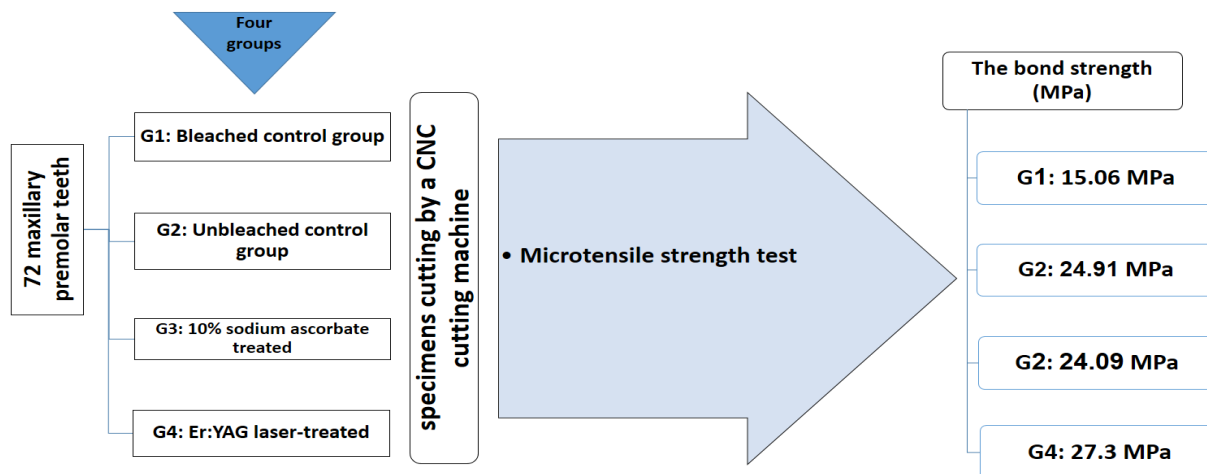 Four
groups
72 maxillary
premolar teeth
G1: Bleached control group
G2: Unbleached control
group
G3: 10% sodium ascorbate
treated
G4: Er:YAG laser-treated
specimens cutting by a CNC
cutting machine
• Microtensile strength test
The bond strength
(MPa)
G1: 15.06 MPa
G2: 24.91 MPa
G2: 24.09 MPa
G4: 27.3 MPa